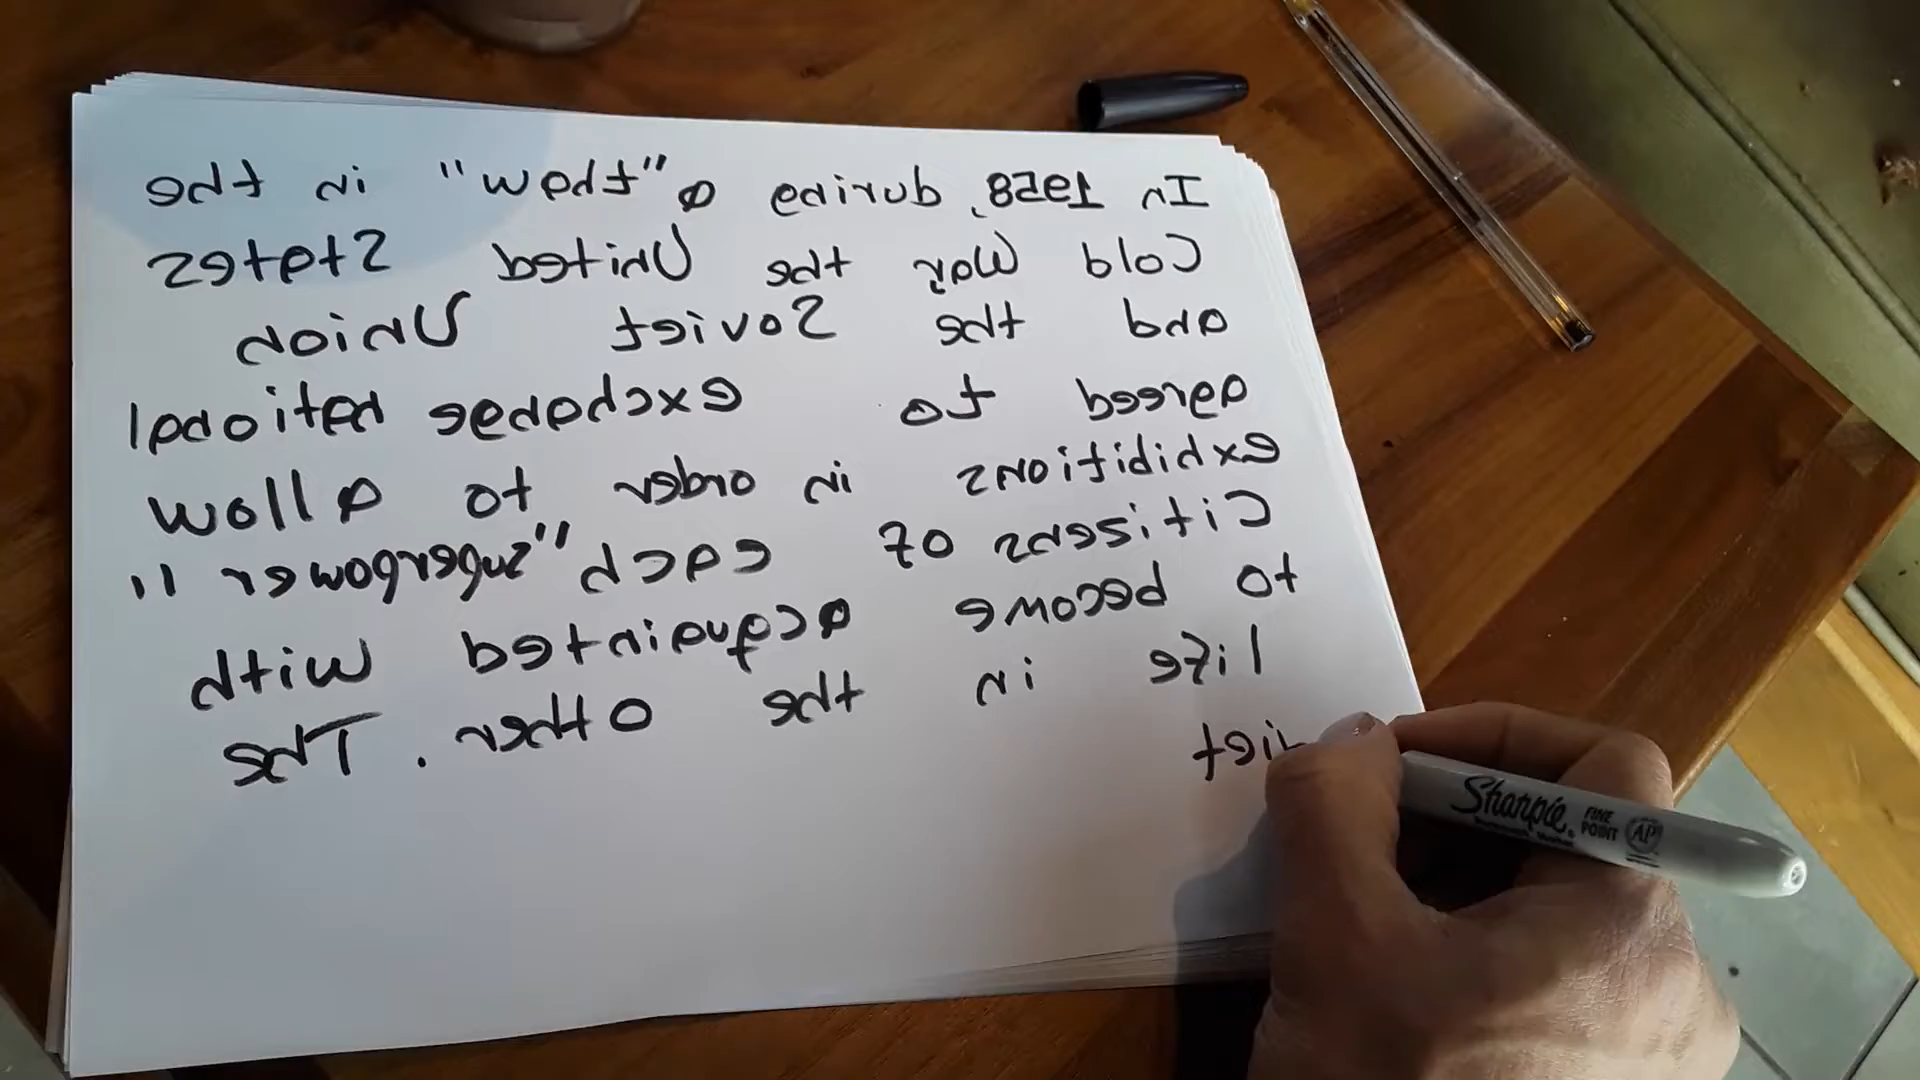 In 1958, during a "thaw" in the
Cold War, the United States
and the Soviet Union
agreed to exchange national
exhibitions in order to allow
Citisens of each "superpower"
to become acquainted with
life in the other. The
Sharpie
FINE
POINT
AP